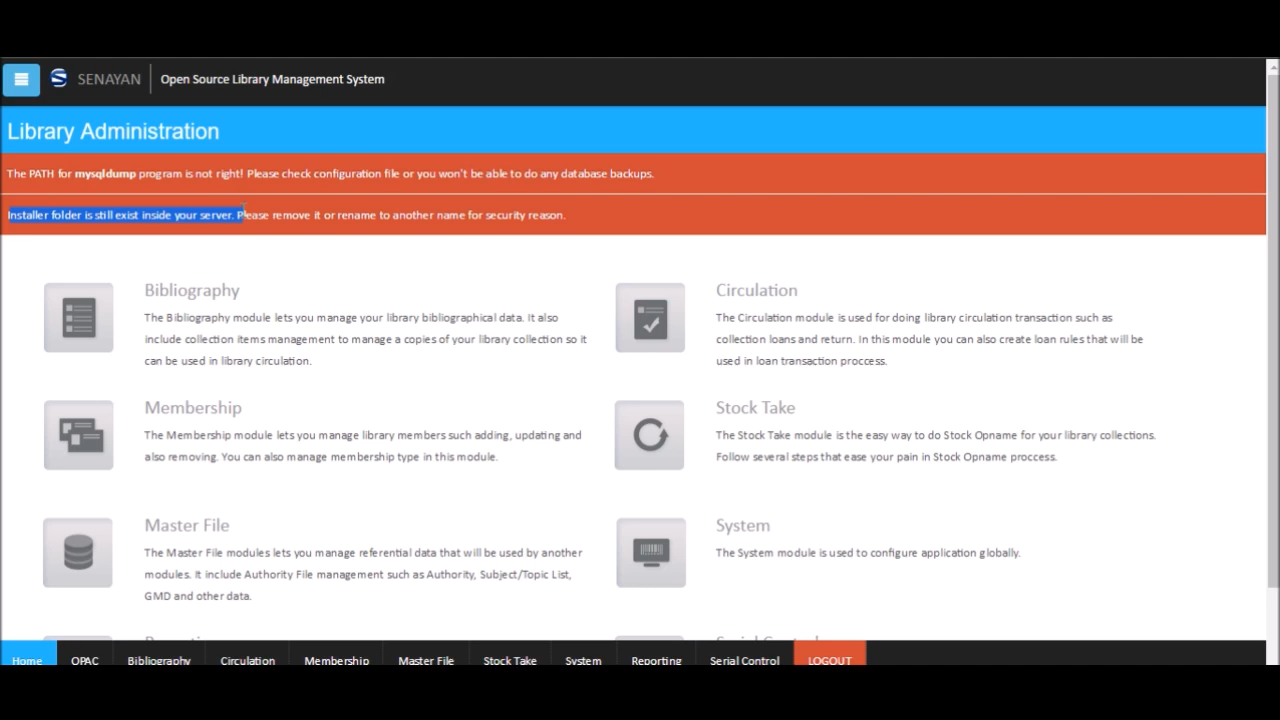 SENAYAN Open Source Library Management System
Library Administration
The PATH for mysqldump program is not right! Please check configuration file or you won't be able to do any database backups.
Installer folder is still exist inside your server. Please remove it or rename to another name for security reason.
Bibliography
The Bibliography module lets you manage your library bibliographical data. It also
include collection items management to manage a copies of your library collection so it
can be used in library circulation.
Circulation
The Circulation module is used for doing library circulation transaction such as
collection loans and return. In this module you can also create loan rules that will be
used in loan transaction proccess.
Membership
The Membership module lets you manage library members such adding, updating and
also removing. You can also manage membership type in this module.
Stock Take
The Stock Take module is the easy way to do Stock Opname for your library collections.
Follow several steps that ease your pain in Stock Opname proccess.
Master File
The Master File modules lets you manage referential data that will be used by another
modules. It include Authority File management such as Authority, Subject/Topic List,
GMD and other data.
System
The System module is used to configure application globally.
Home OPAC Bibliography Circulation Membership Master File Stock Take System Reporting Serial Control LOGOUT